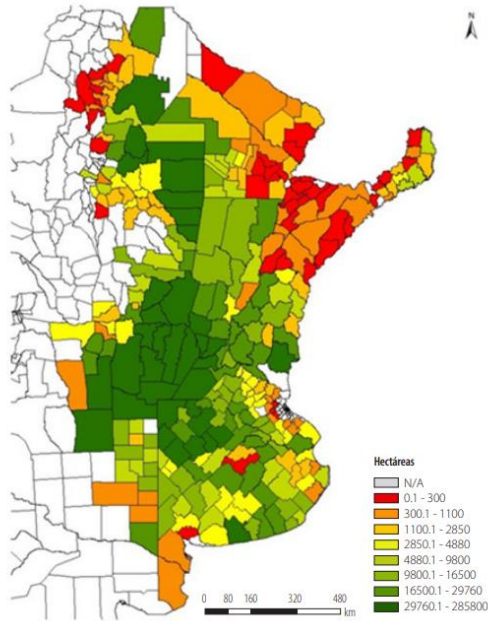 N
Hectáreas
N/A
0.1 - 300
300.1 - 1100
1100.1 - 2850
2850.1 - 4880
4880.1 - 9800
9800.1 - 16500
16500.1 - 29760
29760.1 - 285800
0 80 160 320 480
km